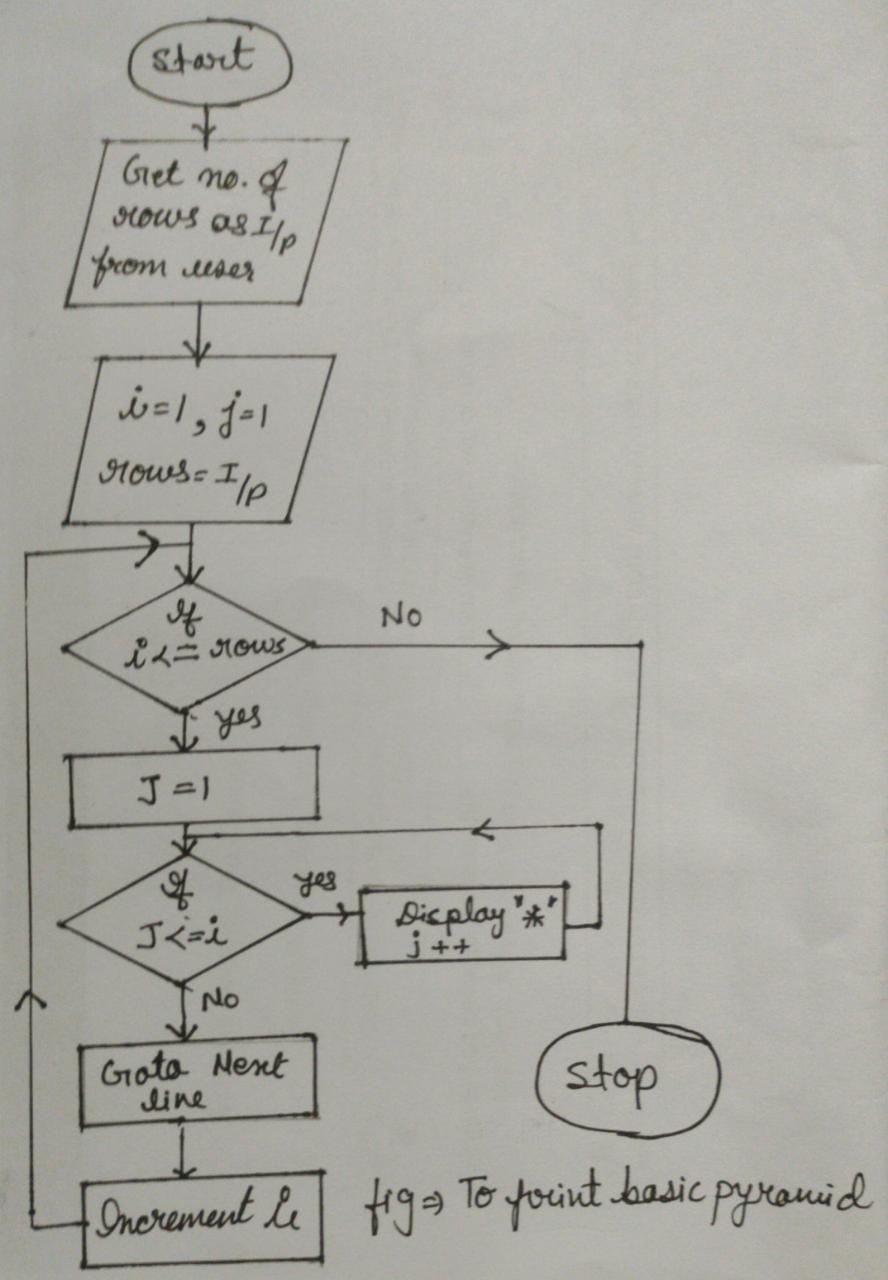 Start
Get no. of
rows as I/p
from user
i=1, j=1
rows= I/p
If
i<= rows
No
yes
J =1
If
J<=i
yes
Display "*"
j ++
No
Goto Next
line
Stop
Increment i
fig⇒ To print basic pyramid